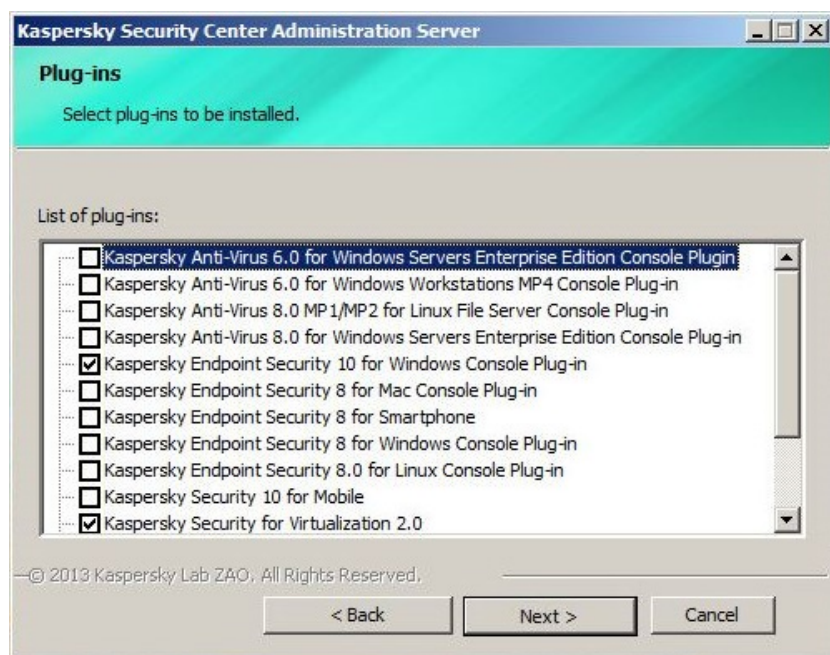 Kaspersky Security Center Administration Server
Plug-ins
Select plug-ins to be installed.
List of plug-ins:
Kaspersky Anti-Virus 6.0 for Windows Servers Enterprise Edition Console Plugin
Kaspersky Anti-Virus 6.0 for Windows Workstations MP4 Console Plug-in
Kaspersky Anti-Virus 8.0 MP1/MP2 for Linux File Server Console Plug-in
Kaspersky Anti-Virus 8.0 for Windows Servers Enterprise Edition Console Plug-in
Kaspersky Endpoint Security 10 for Windows Console Plug-in
Kaspersky Endpoint Security 8 for Mac Console Plug-in
Kaspersky Endpoint Security 8 for Smartphone
Kaspersky Endpoint Security 8 for Windows Console Plug-in
Kaspersky Endpoint Security 8.0 for Linux Console Plug-in
Kaspersky Security 10 for Mobile
Kaspersky Security for Virtualization 2.0
© 2013 Kaspersky Lab ZAO. All Rights Reserved.
< Back Next > Cancel